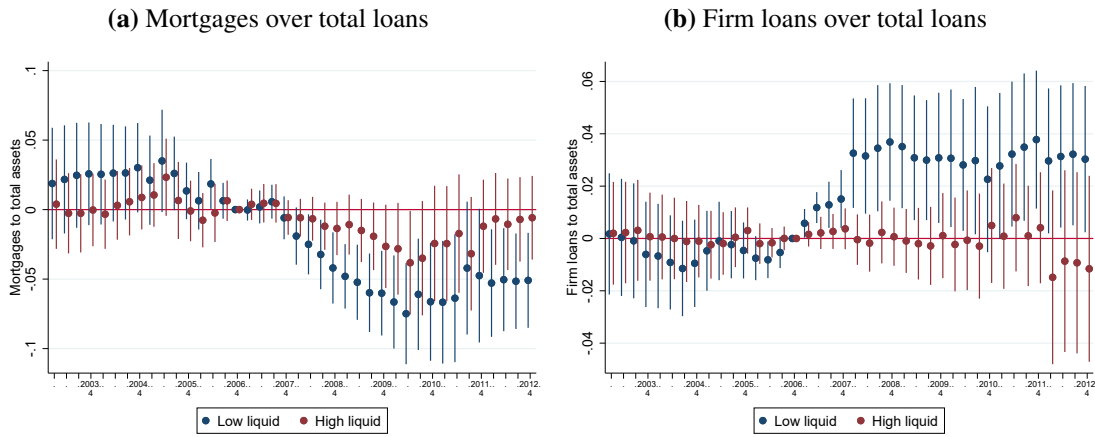 (a) Mortgages over total loans
Mortgages to total assets
.1
.05
0
-.05
-.1
. . .2003. . .2004. . .2005. . .2006. . .2007. . .2008. . .2009. . .2010. . .2011. . .2012.
4 4 4 4 4 4 4 4 4 4
Low liquid High liquid
(b) Firm loans over total loans
Firm loans to total assets
.06
.04
.02
0
-.02
-.04
. . .2003. . .2004. . .2005. . .2006. . .2007. . .2008. . .2009. . .2010. . .2011. . .2012
4 4 4 4 4 4 4 4 4 4
Low liquid High liquid